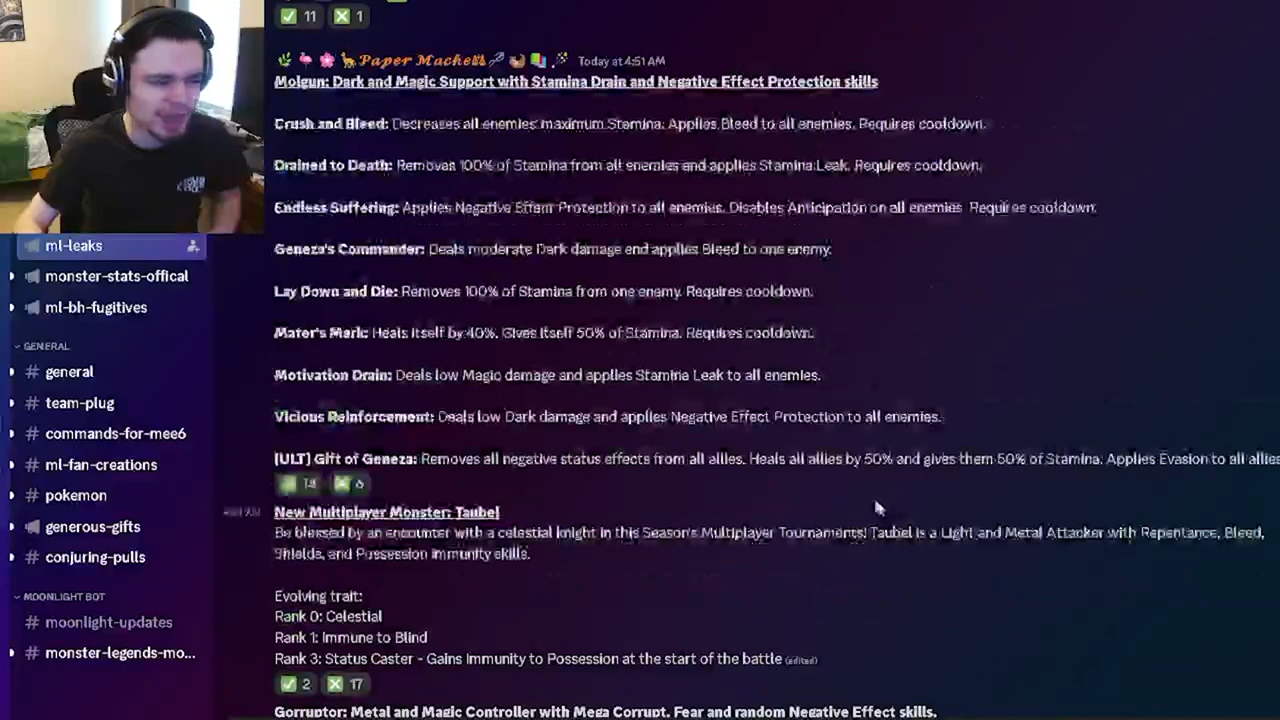 11 1
Paper Mache Today at 4:51 AM
Molgun: Dark and Magic Support with Stamina Drain and Negative Effect Protection skills
Crush and Bleed: Decreases all enemies maximum Stamina. Applies Bleed to all enemies. Requires cooldown.
Drained to Death: Removes 100% of Stamina from all enemies and applies Stamina Leak. Requires cooldown.
Endless Suffering: Applies Negative Effect Protection to all enemies. Disables Anticipation on all enemies Requires cooldown.
Geneza's Commander: Deals moderate Dark damage and applies Bleed to one enemy.
Lay Down and Die: Removes 100% of Stamina from one enemy. Requires cooldown.
Mater's Mark: Heals itself by 40%. Gives itself 50% of Stamina. Requires cooldown.
Motivation Drain: Deals low Magic damage and applies Stamina Leak to all enemies.
Vicious Reinforcement: Deals low Dark damage and applies Negative Effect Protection to all enemies.
[ULT] Gift of Geneza: Removes all negative status effects from all allies. Heals all allies by 50% and gives them 50% of Stamina. Applies Evasion to all allies
6
New Multiplayer Monster: Taubel
Be blessed by an encounter with a celestial knight in this Season's Multiplayer Tournaments! Taubel is a Light and Metal Attacker with Repentance, Bleed,
Shields, and Possession immunity skills.
Evolving trait:
Rank 0: Celestial
Rank 1: Immune to Blind
Rank 3: Status Caster - Gains Immunity to Possession at the start of the battle (edited)
2 17
Gorruptor: Metal and Magic Controller with Mega Corrupt, Fear and random Negative Effect skills.
ml-leaks
monster-stats-offical
ml-bh-fugitives
GENERAL
# general
# team-plug
# commands-for-mee6
# ml-fan-creations
# pokemon
generous-gifts
# conjuring-pulls
MOONLIGHT BOT
# moonlight-updates
# monster-legends-mo...